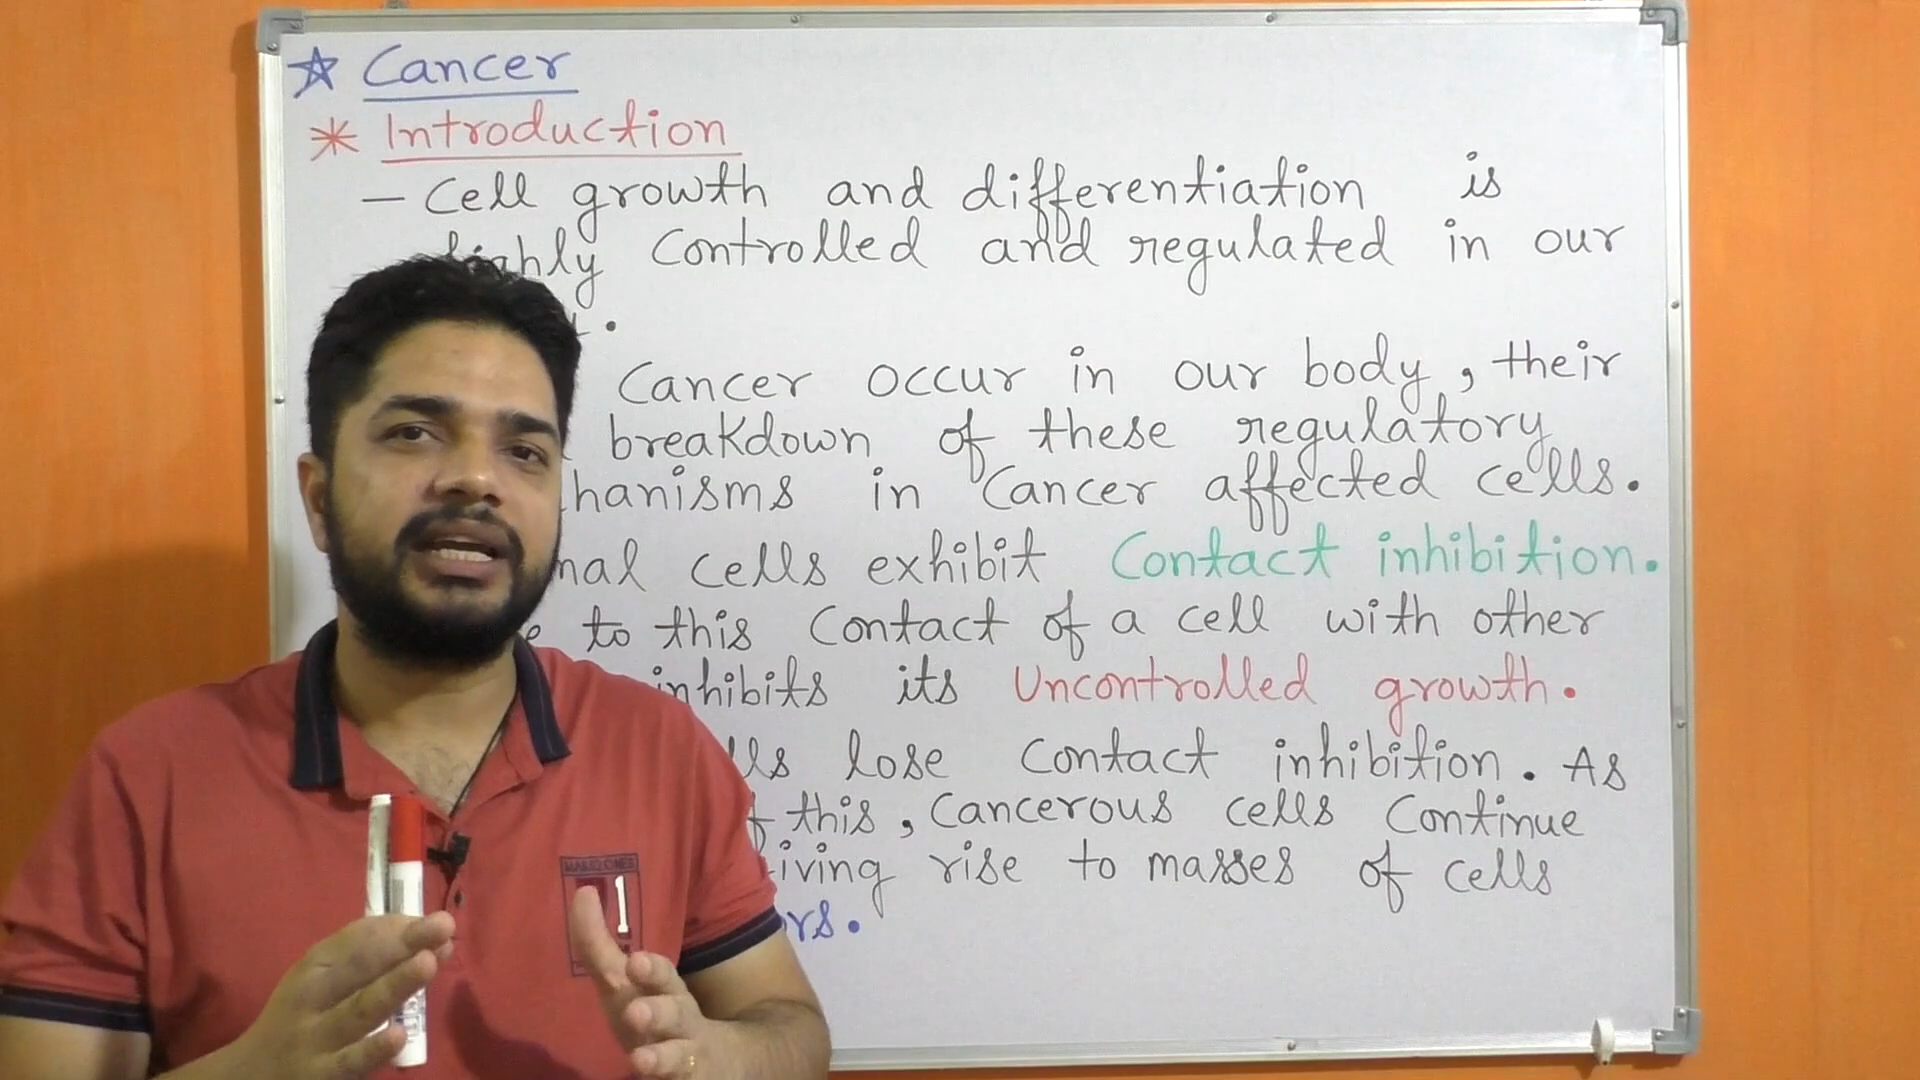 ☆ Cancer
* Introduction
– Cell growth and differentiation is
highly controlled and regulated in our
.
Cancer occur in our body, their
breakdown of these regulatory
hanisms in Cancer affected cells.
nal cells exhibit Contact inhibition.
to this Contact of a cell with other
inhibits its Uncontrolled growth.
lls lose Contact inhibition. As
this, Cancerous cells Continue
iving rise to masses of cells
rs.
1